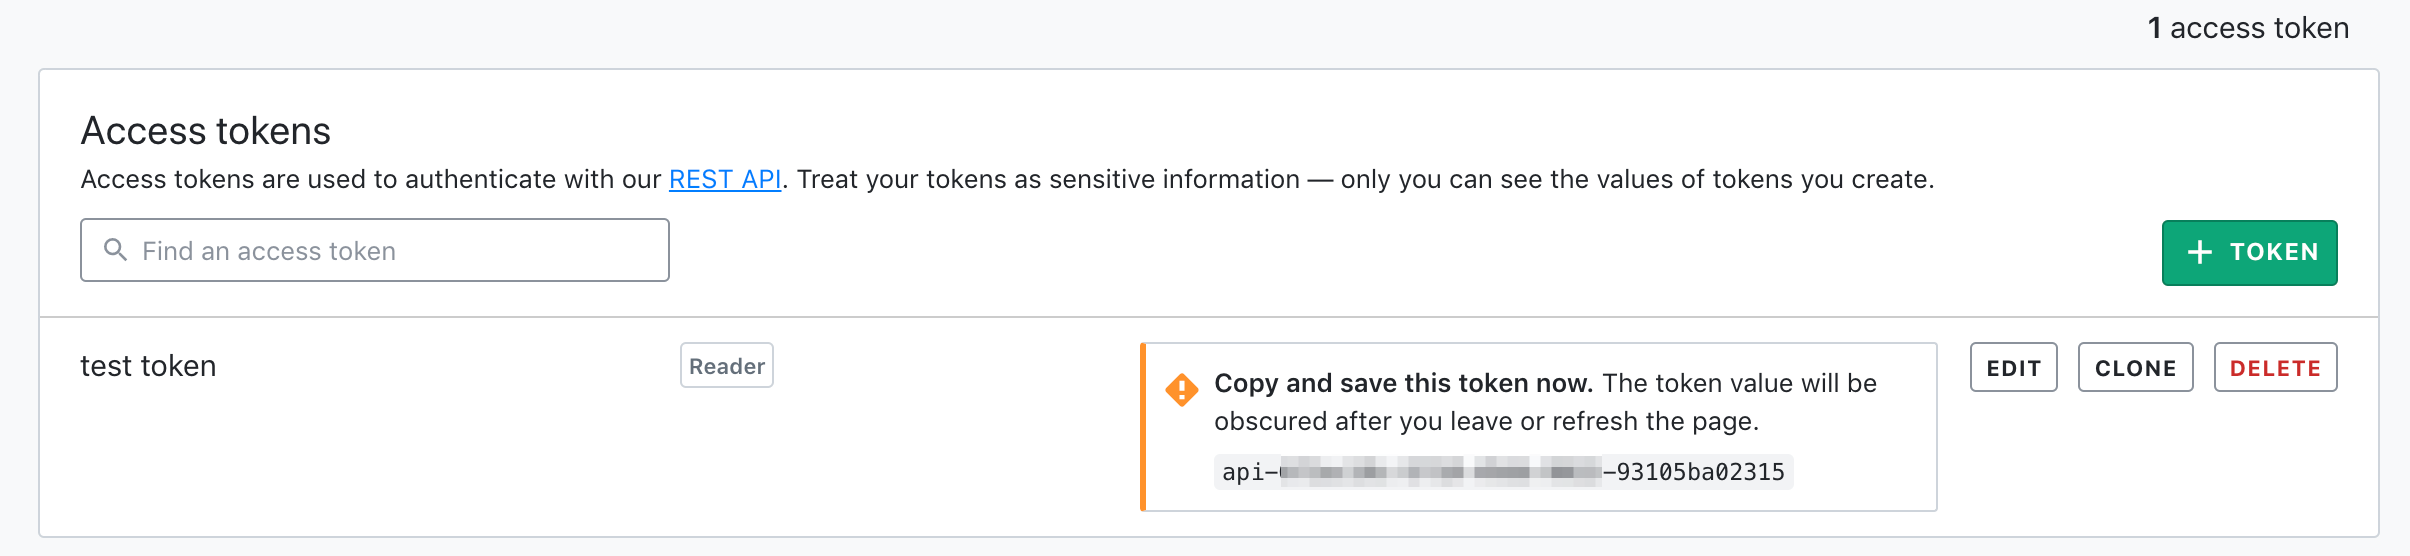 1 access token
Access tokens
Access tokens are used to authenticate with our REST API. Treat your tokens as sensitive information — only you can see the values of tokens you create.
Find an access token
+ TOKEN
test token
Reader
Copy and save this token now. The token value will be
obscured after you leave or refresh the page.
api- -93105ba02315
EDIT
CLONE
DELETE